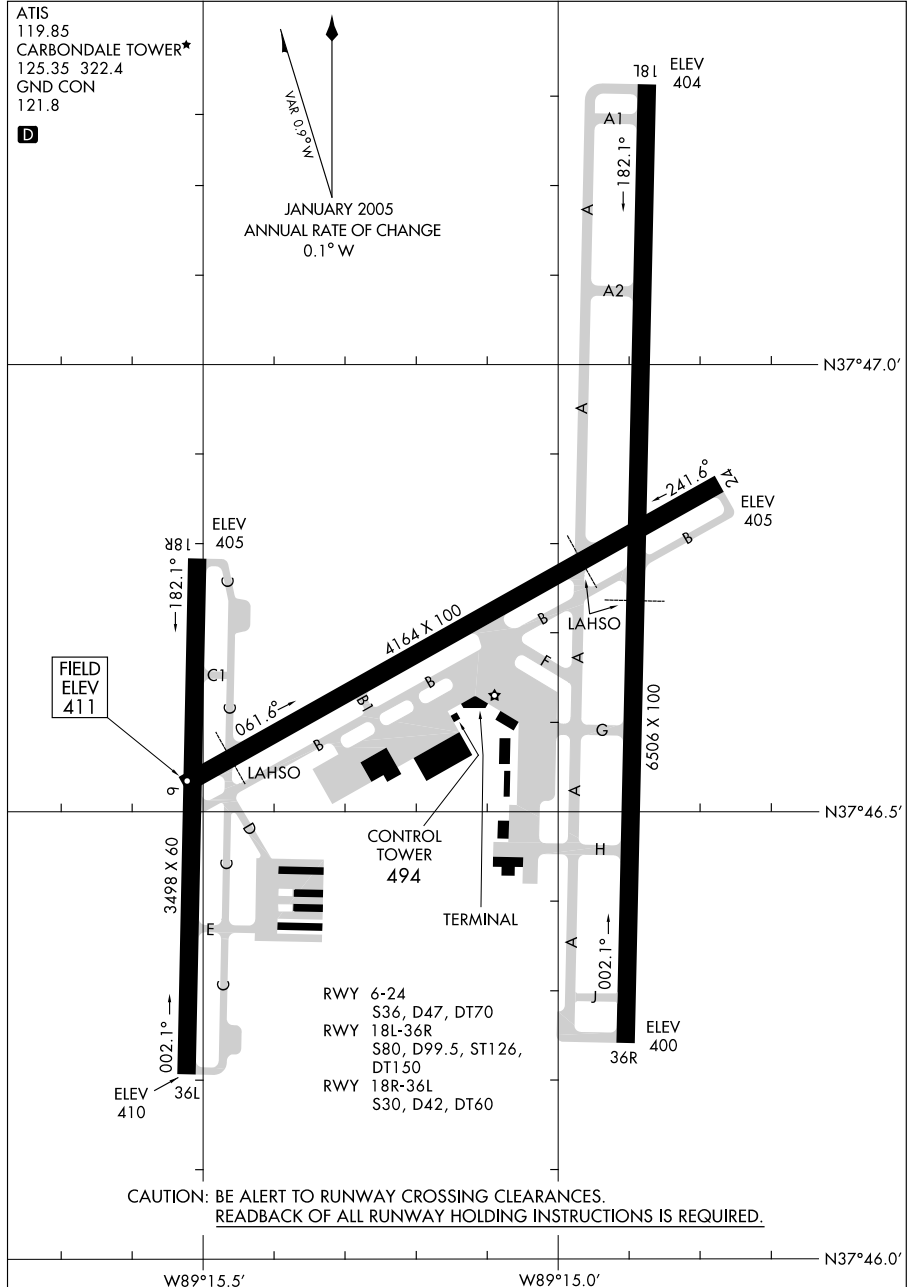 ATIS
119.85
CARBONDALE TOWER★
125.35 322.4
GND CON
121.8
D
VAR 0.9°W
JANUARY 2005
ANNUAL RATE OF CHANGE
0.1° W
18L
ELEV
404
A1
182.1°
A
A2
N37°47.0'
A
241.6°
24
ELEV
405
B
18R
ELEV
405
182.1°
C
4164 X 100
B
LAHSO
F
A
FIELD
ELEV
411
C1
C
061.6°
B
B1
B
6506 X 100
G
LAHSO
6
A
N37°46.5'
CONTROL
TOWER
494
D
H
3498 X 60
C
TERMINAL
E
A
002.1°
C
J
RWY 6-24
S36, D47, DT70
RWY 18L-36R
S80, D99.5, ST126,
DT150
RWY 18R-36L
S30, D42, DT60
002.1°
ELEV
400
36R
ELEV
410
36L
CAUTION: BE ALERT TO RUNWAY CROSSING CLEARANCES.
READBACK OF ALL RUNWAY HOLDING INSTRUCTIONS IS REQUIRED.
N37°46.0'
W89°15.5'
W89°15.0'